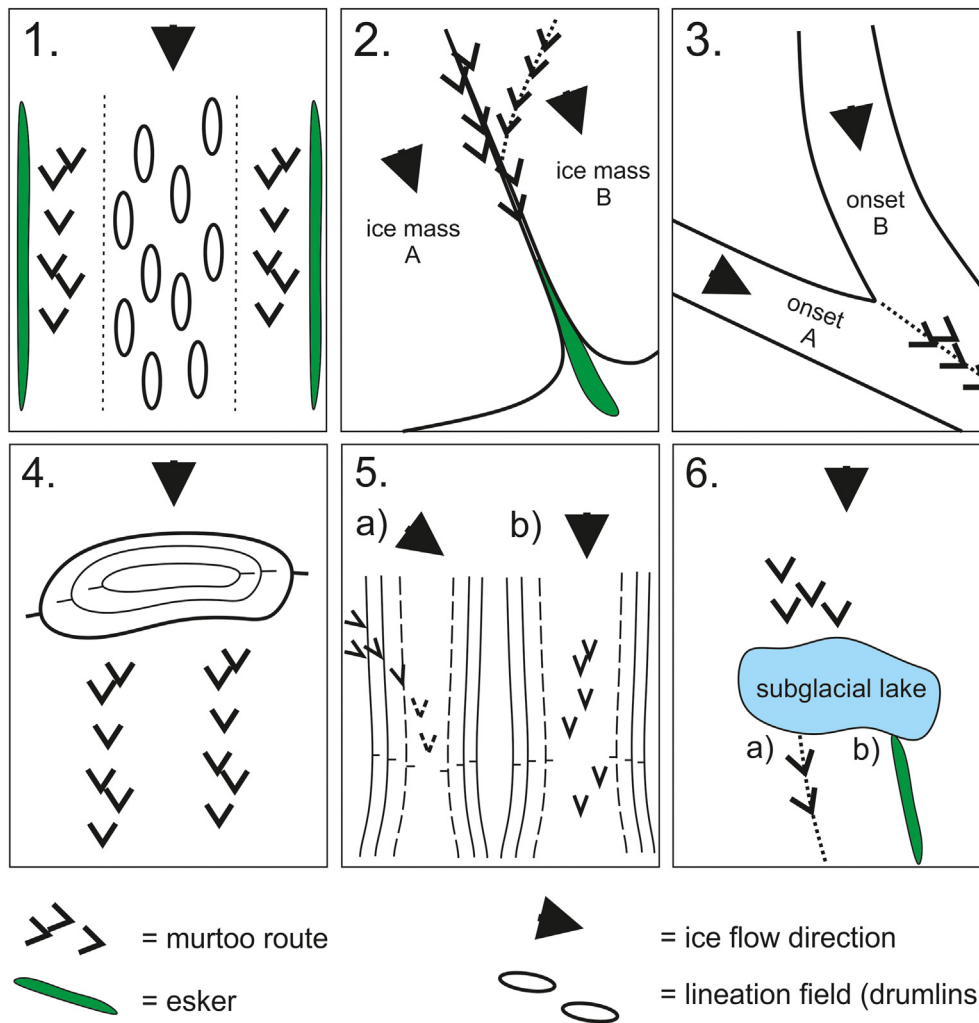 1.
2.
ice mass
A
ice mass
B
3.
onset
B
onset
A
4.
5.
a)
b)
6.
subglacial lake
a)
b)
= murtoo route
= ice flow direction
= esker
= lineation field (drumlins